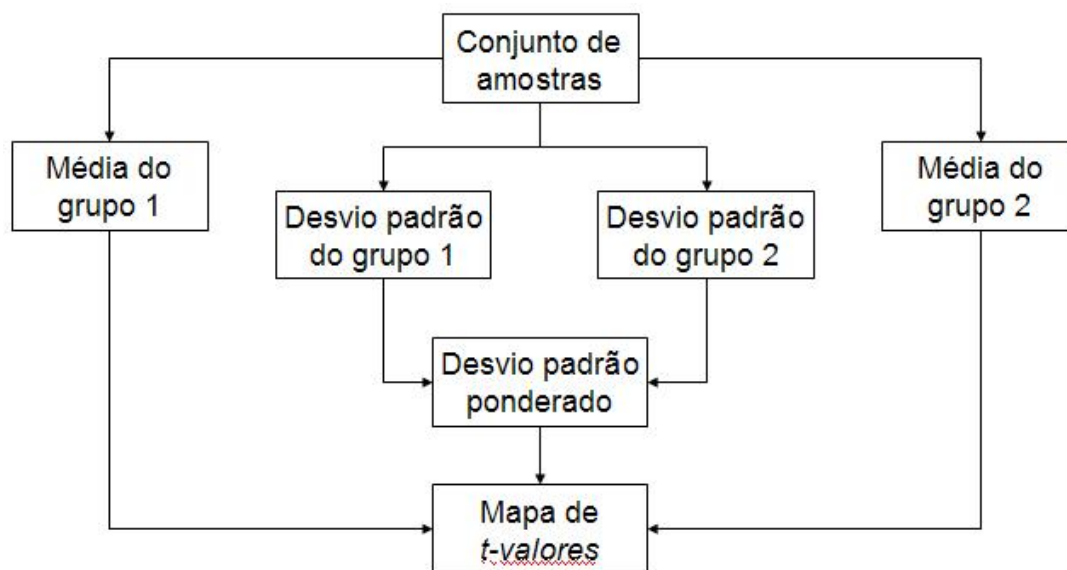 Conjunto de
amostras
Média do
grupo 1
Média do
grupo 2
Desvio padrão
do grupo 1
Desvio padrão
do grupo 2
Desvio padrão
ponderado
Mapa de
t-valores